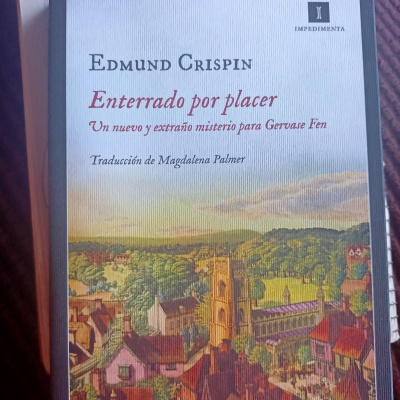 I
IMPEDIMENTA
Edmund Crispin
Enterrado por placer
Un nuevo y extraño misterio para Gervase Fen
Traducción de Magdalena Palmer